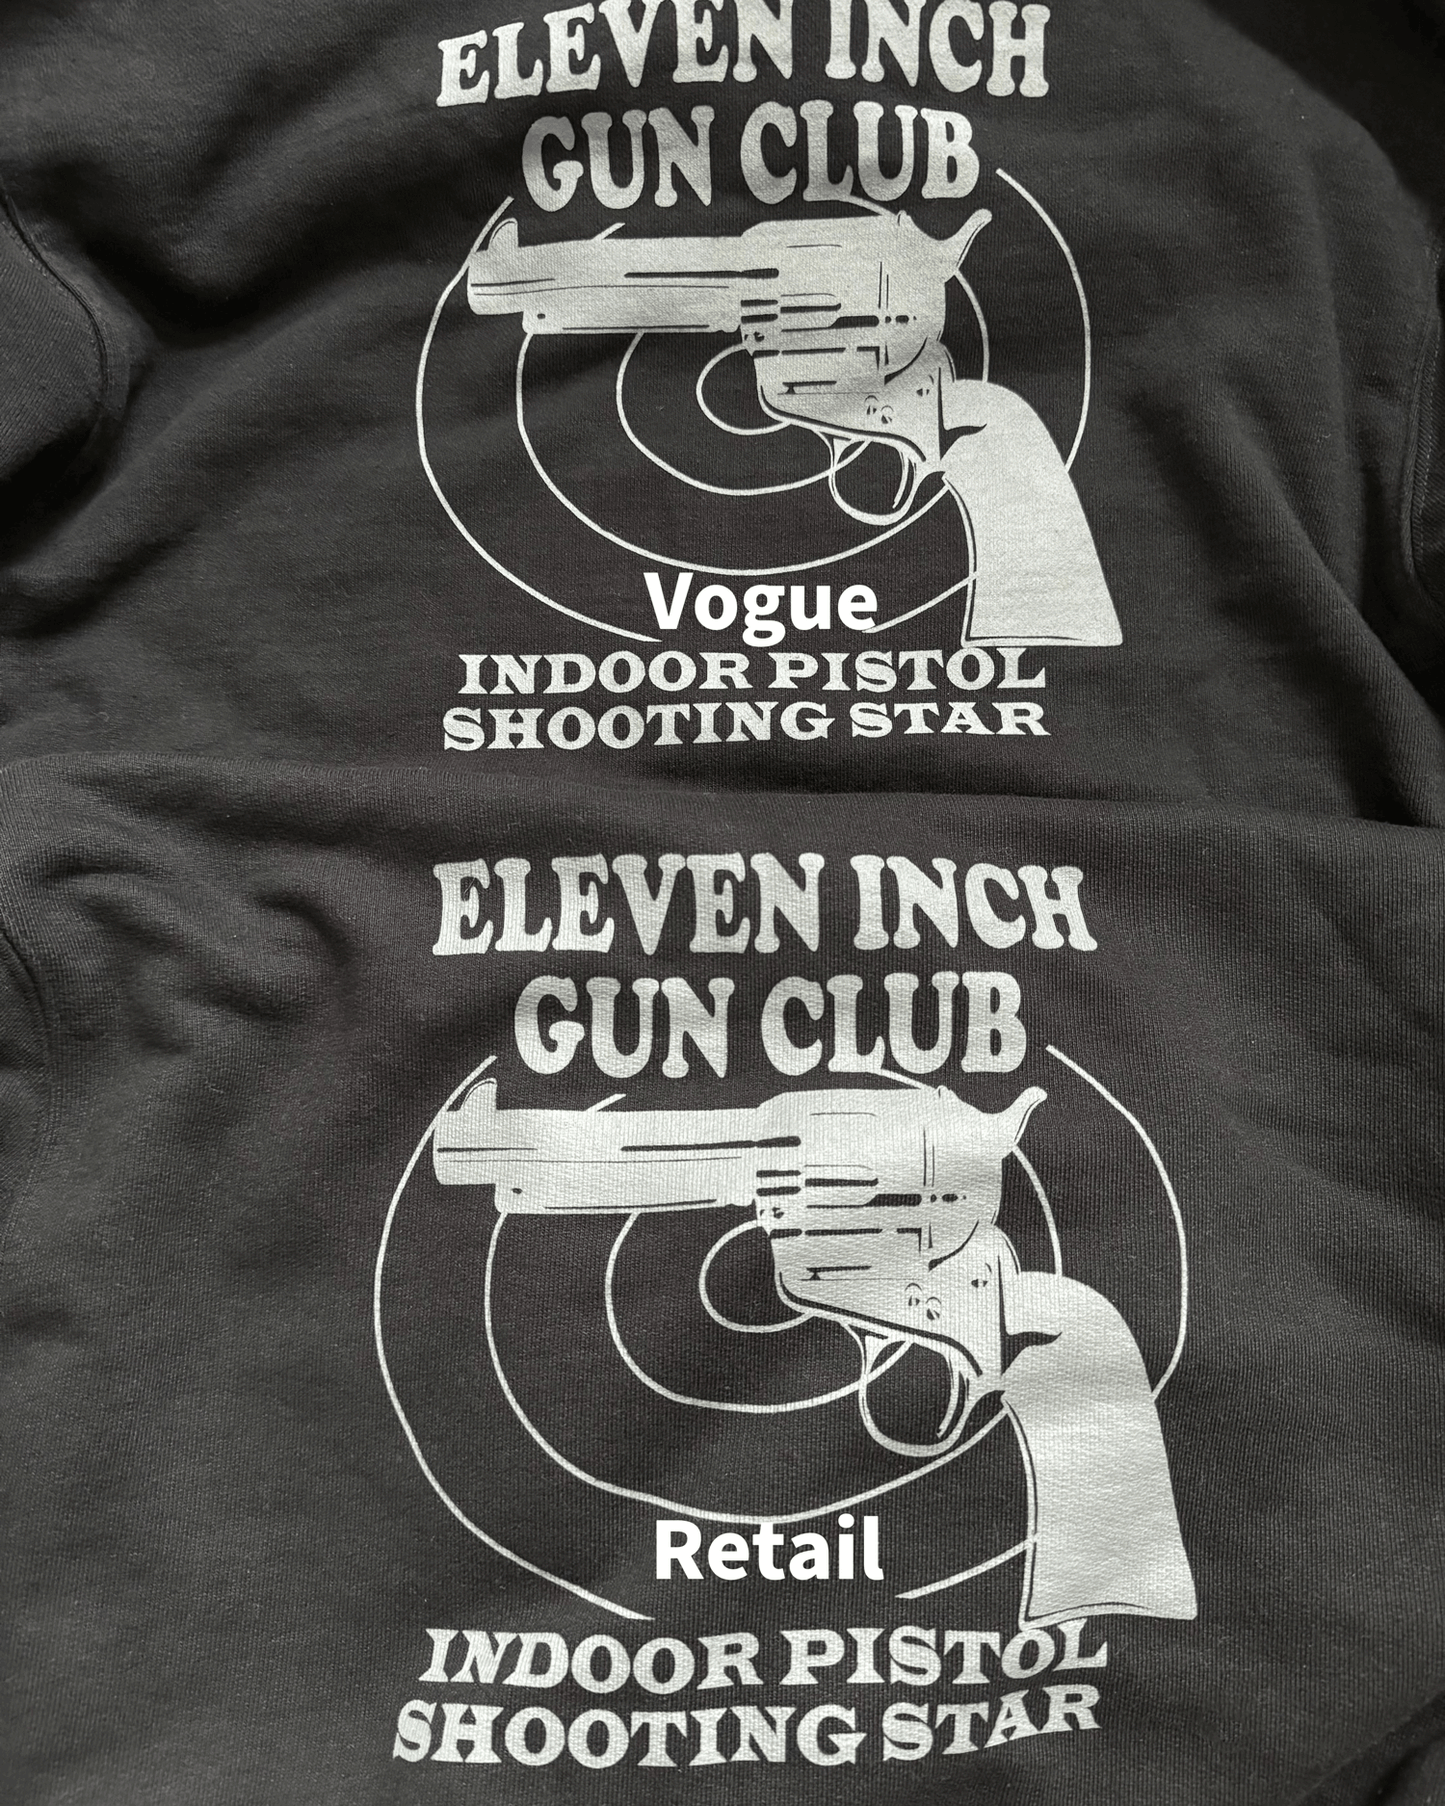 ELEVEN INCH
GUN CLUB
Vogue
INDOOR PISTOL
SHOOTING STAR
ELEVEN INCH
GUN CLUB
Retail
INDOOR PISTOL
SHOOTING STAR